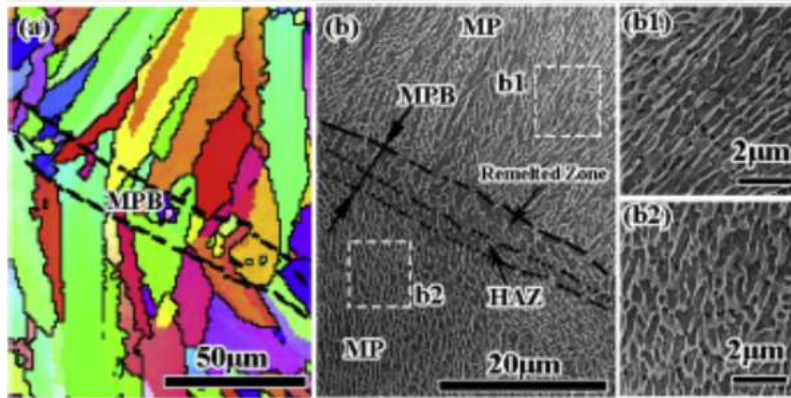 (a)
MPB
50μm
(b)
MP
b1
MPB
Remelted Zone
b2
HAZ
MP
20μm
(b1)
2μm
(b2)
2μm